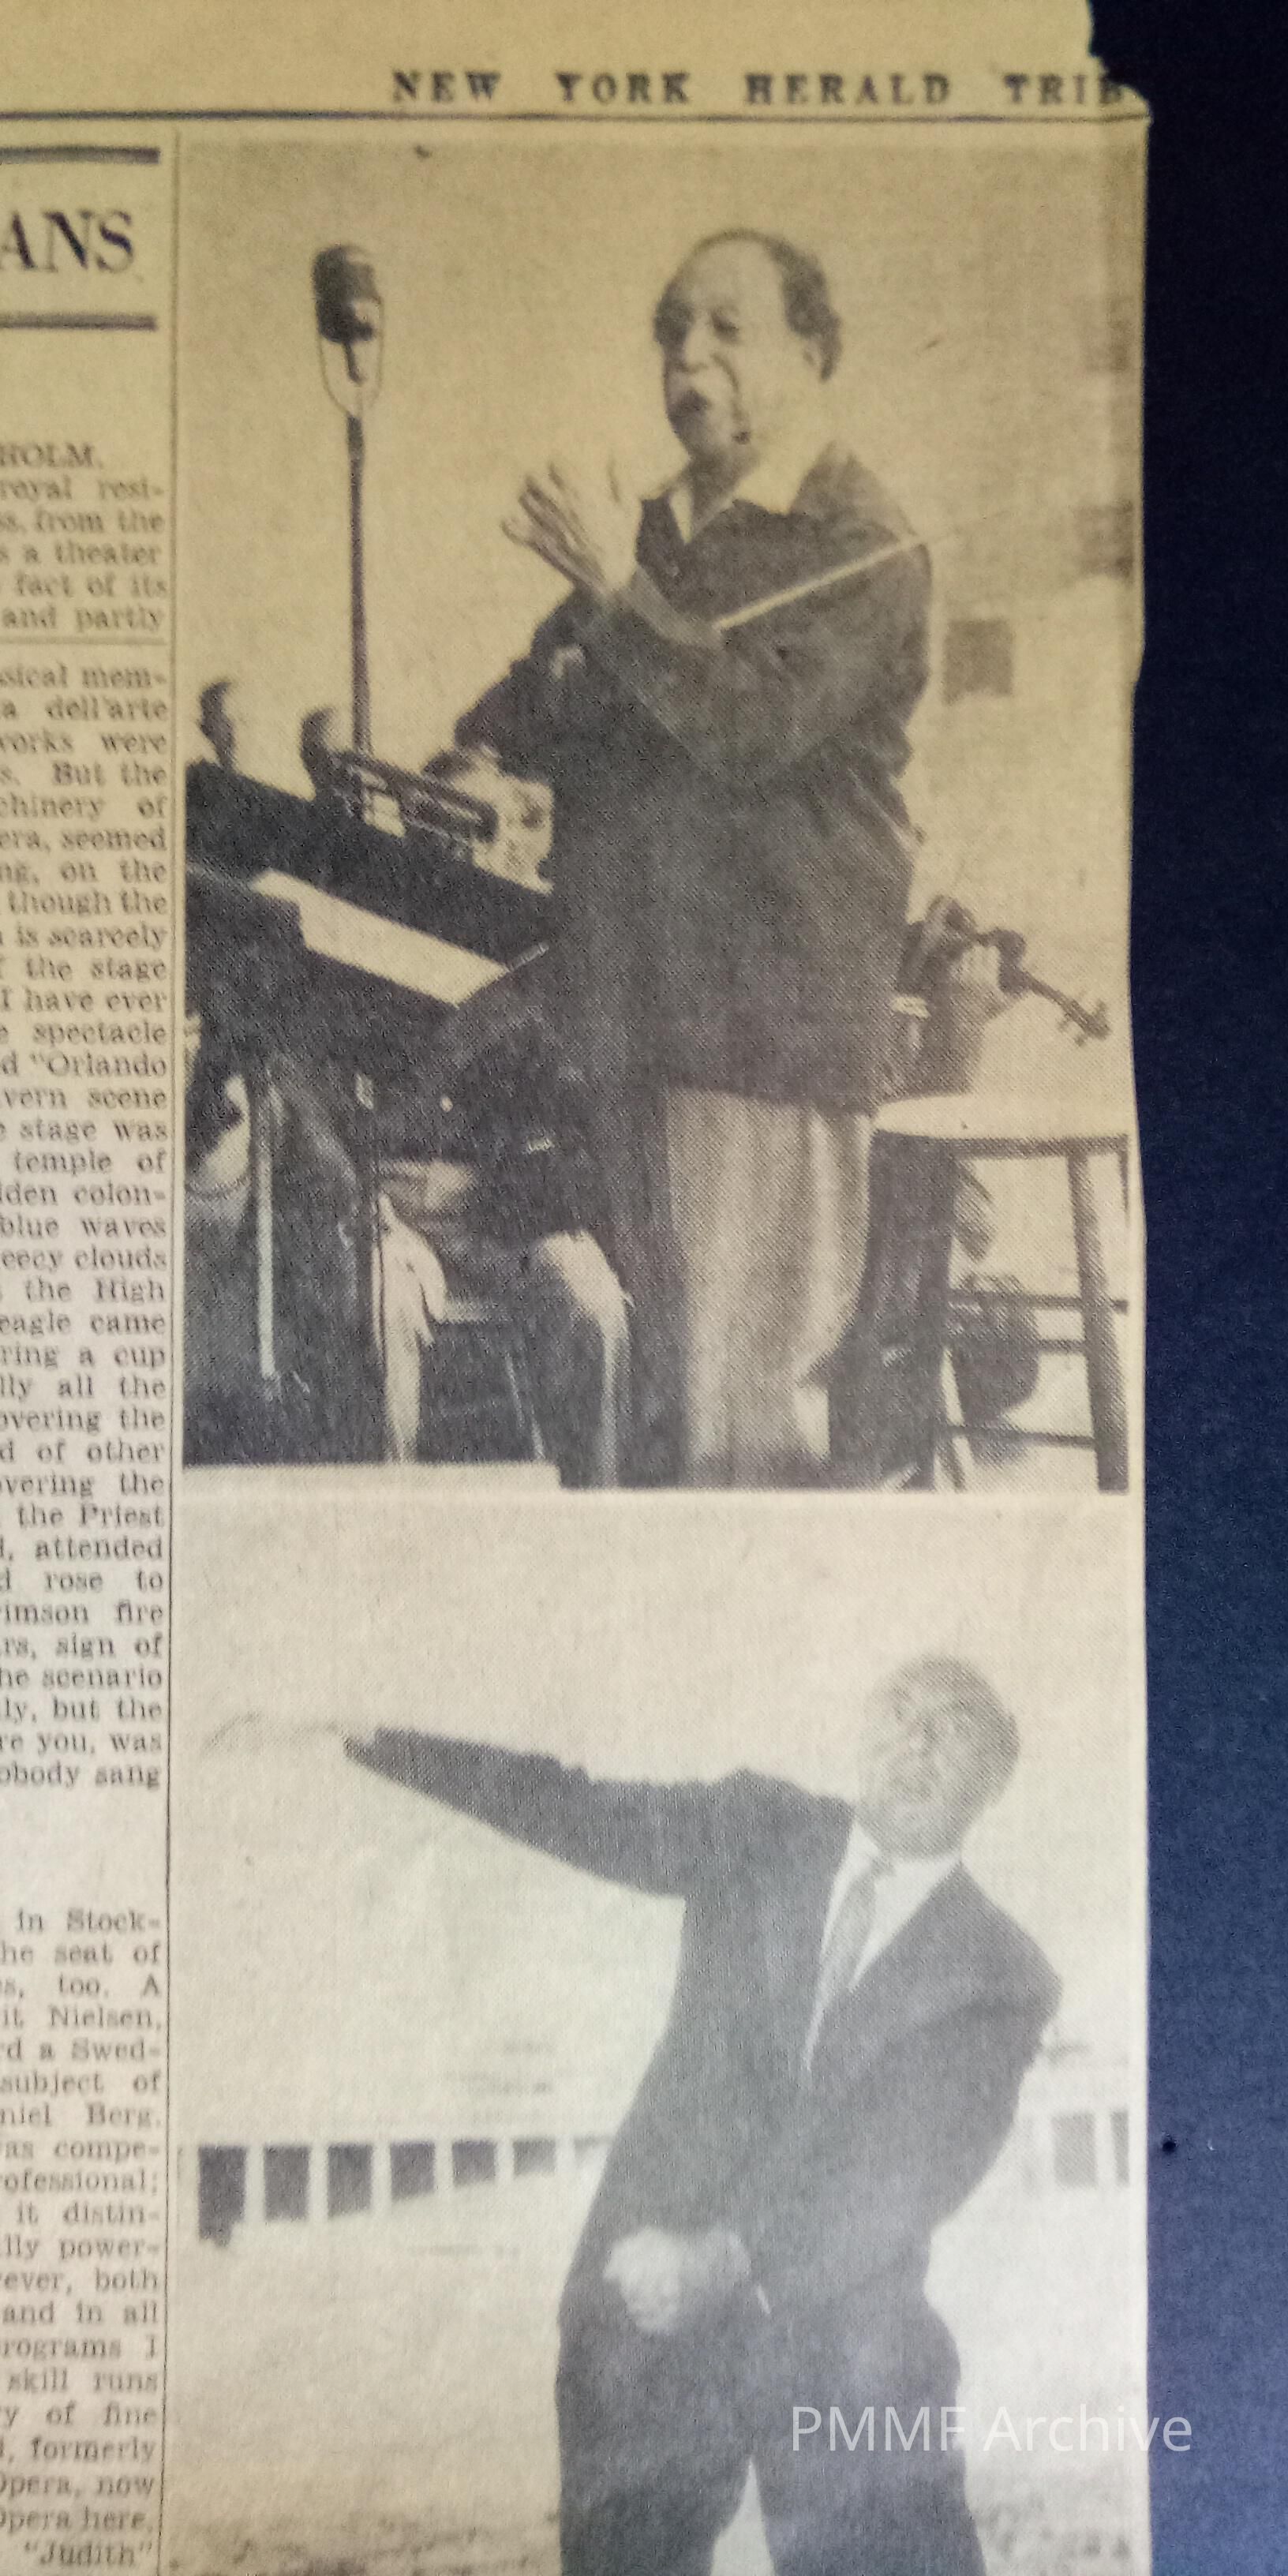 NEW YORK HERALD TRIB
ANS
HOLM.
royal resi-
ss, from the
s a theater
fact of its
and partly
sical mem-
a dell'arte
works were
s. But the
chinery of
era, seemed
ng, on the
though the
is scarcely
f the stage
I have ever
e spectacle
d "Orlando
vern scene
e stage was
temple of
lden colon-
blue waves
eecy clouds
the High
eagle came
ring a cup
lly all the
overing the
d of other
overing the
the Priest
d, attended
d rose to
rimson fire
rs, sign of
he scenario
ly, but the
re you, was
obody sang
in Stock-
he seat of
es, too. A
it Nielsen,
rd a Swed-
subject of
niel Berg.
as compe-
rofessional;
it distin-
lly power-
ever, both
and in all
programs I
skill runs
y of fine
l, formerly
Opera, now
Opera here,
"Judith"
PMMF Archive